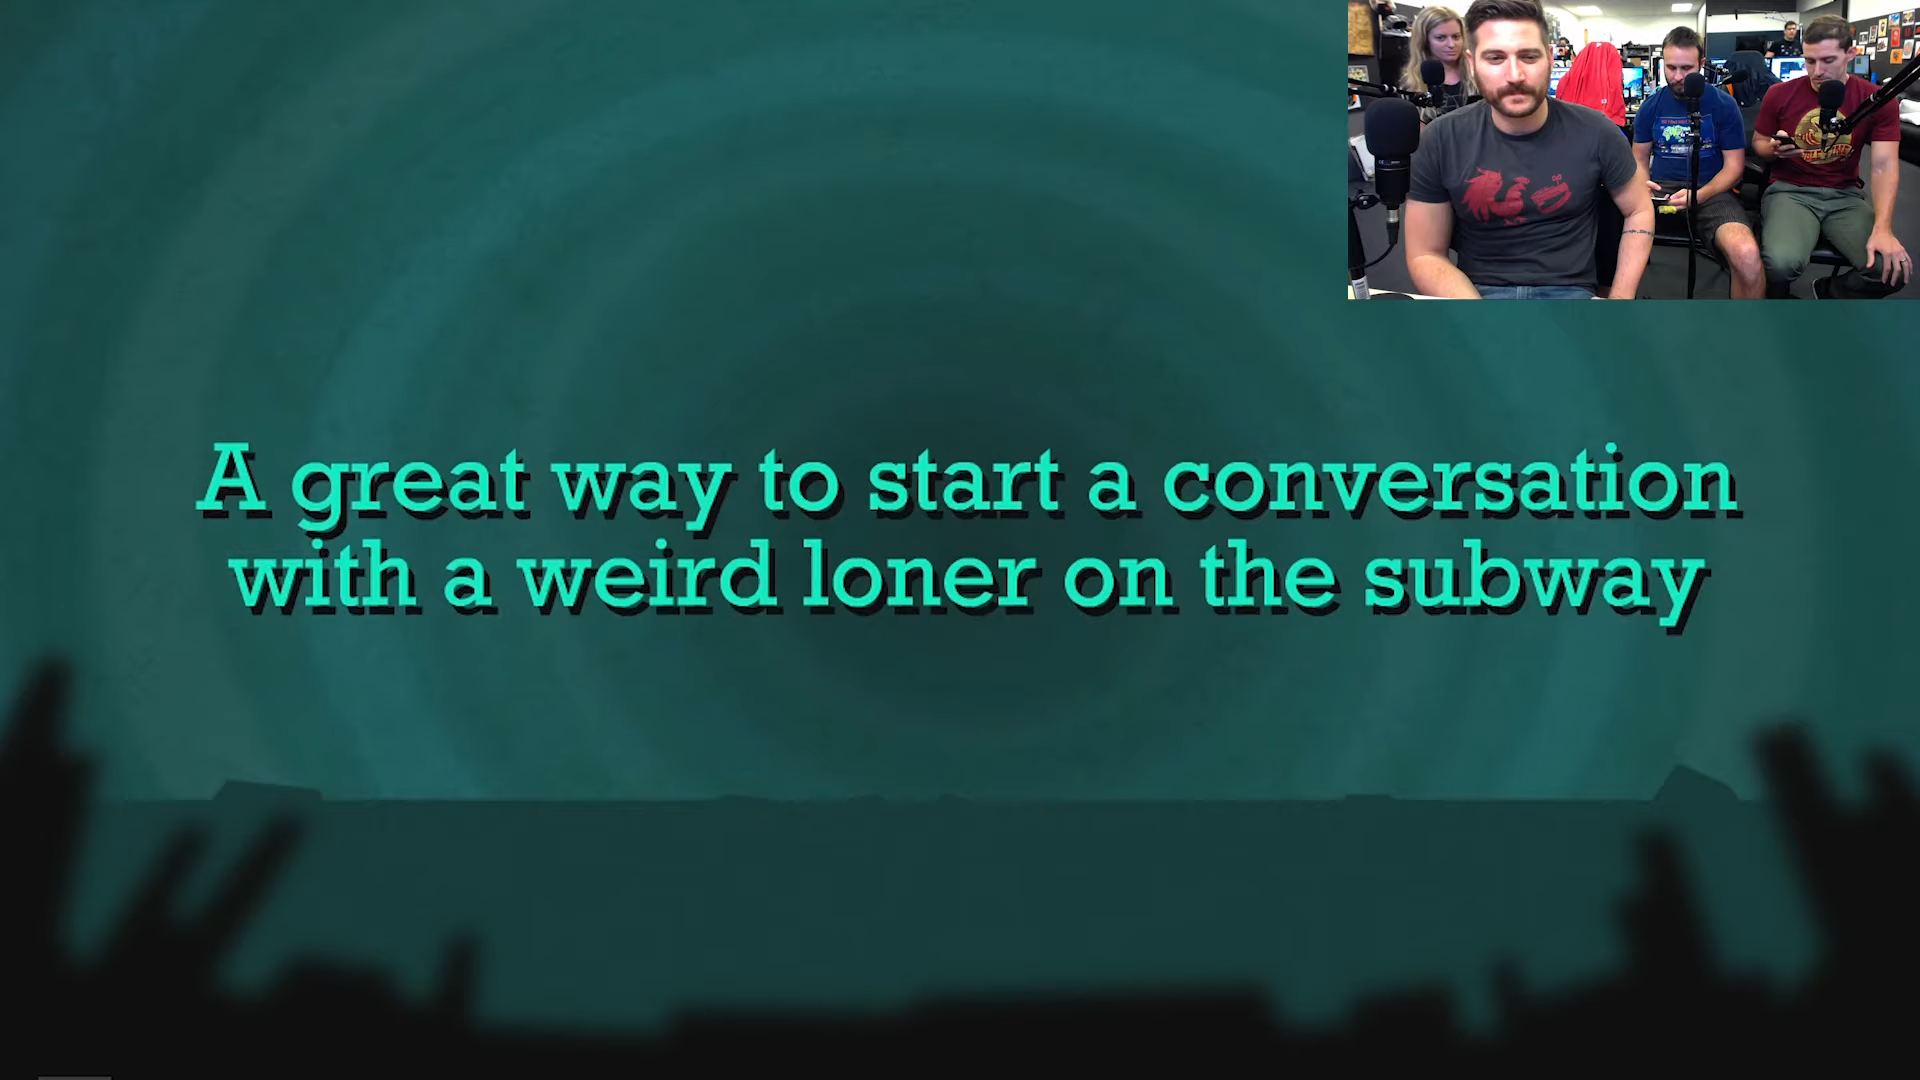 A great way to start a conversation
with a weird loner on the subway